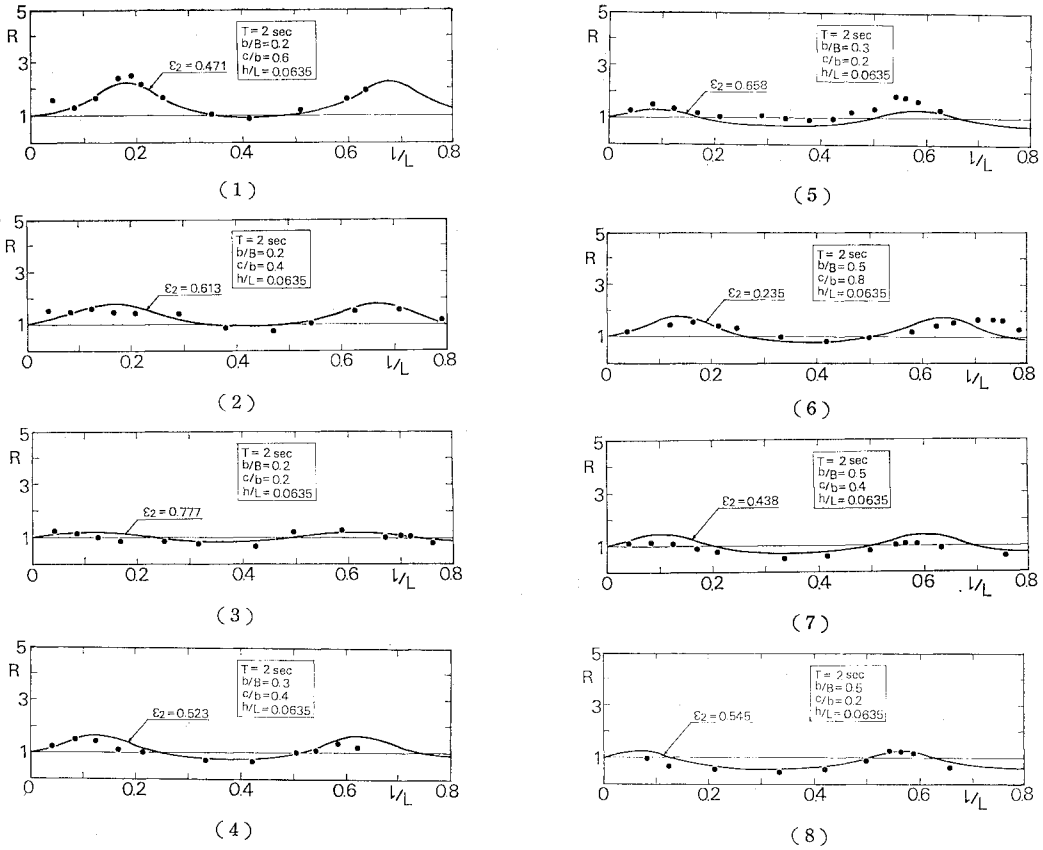 5
R
3
1
T = 2 sec
b/B=0.2
c/b=0.6
h/L=0.0635
ε2=0.471
0 0.2 0.4 0.6 l/L 0.8
(1)
5
R
3
1
T = 2 sec
b/B=0.2
c/b=0.4
h/L=0.0635
ε2=0.613
0 0.2 0.4 0.6 l/L 0.8
(2)
5
R
3
1
T = 2 sec
b/B=0.2
c/b=0.2
h/L=0.0635
ε2=0.777
0 0.2 0.4 0.6 l/L 0.8
(3)
5
R
3
1
T = 2 sec
b/B=0.3
c/b=0.4
h/L=0.0635
ε2=0.523
0 0.2 0.4 0.6 l/L 0.8
(4)
5
R
3
1
T = 2 sec
b/B=0.3
c/b=0.2
h/L=0.0635
ε2=0.658
0 0.2 0.4 0.6 l/L 0.8
(5)
5
R
3
1
T = 2 sec
b/B=0.5
c/b=0.8
h/L=0.0635
ε2=0.235
0 0.2 0.4 0.6 l/L 0.8
(6)
5
R
3
1
T = 2 sec
b/B=0.5
c/b=0.4
h/L=0.0635
ε2=0.438
0 0.2 0.4 0.6 l/L 0.8
(7)
5
R
3
1
T = 2 sec
b/B=0.5
c/b=0.2
h/L=0.0635
ε2=0.545
0 0.2 0.4 0.6 l/L 0.8
(8)